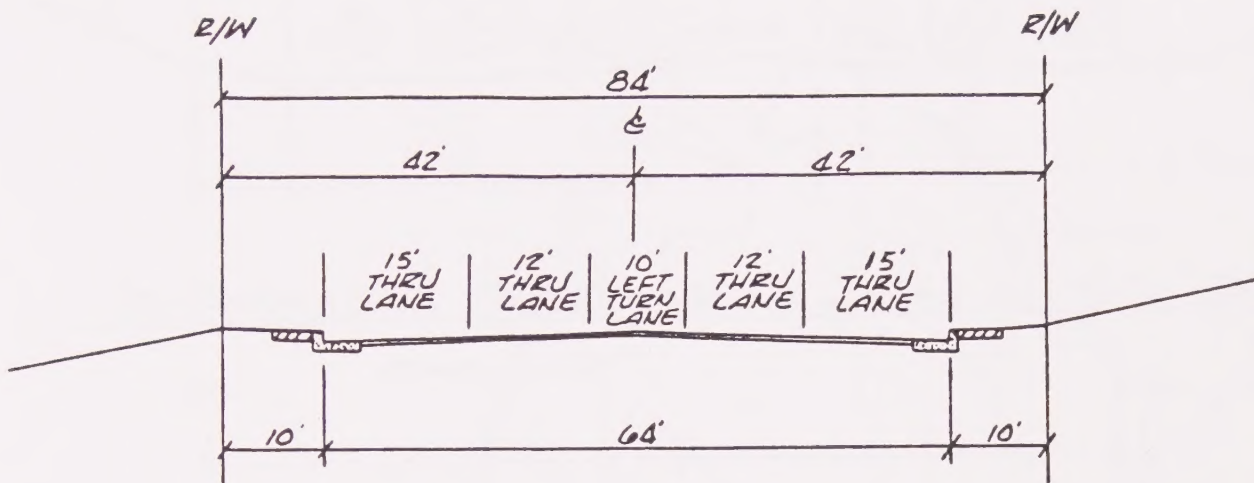 R/W
R/W
84'
℄
42'
42'
15'
THRU
LANE
12'
THRU
LANE
10'
LEFT
TURN
LANE
12'
THRU
LANE
15'
THRU
LANE
10'
64'
10'